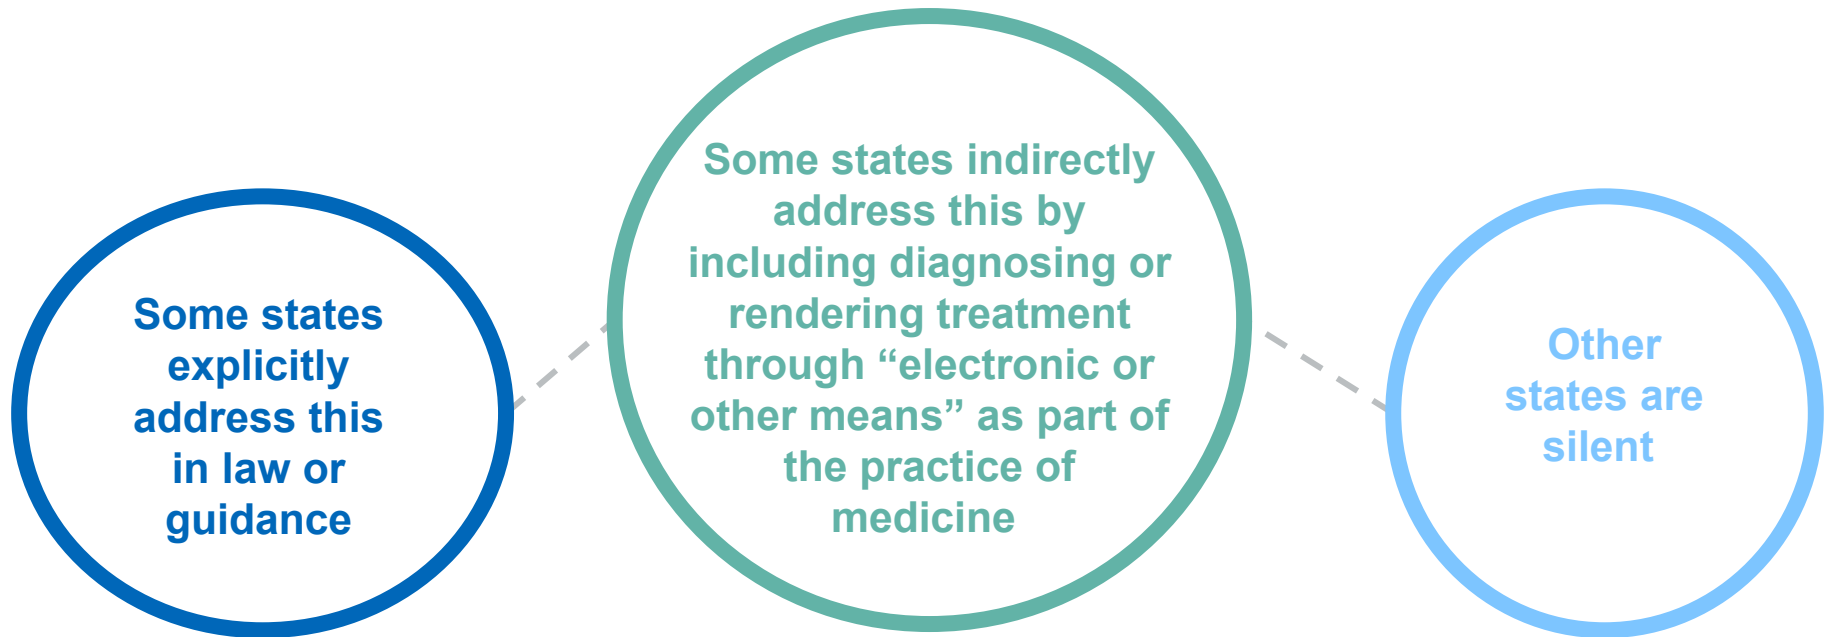 Some states
explicitly
address this
in law or
guidance
Some states indirectly
address this by
including diagnosing or
rendering treatment
through “electronic or
other means” as part of
the practice of
medicine
Other
states are
silent